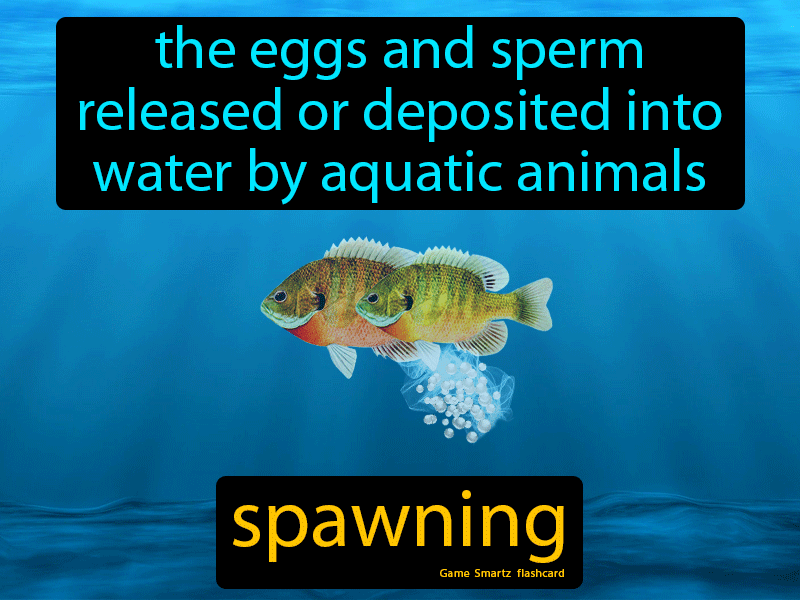 the eggs and sperm
released or deposited into
water by aquatic animals
spawning
Game Smartz flashcard